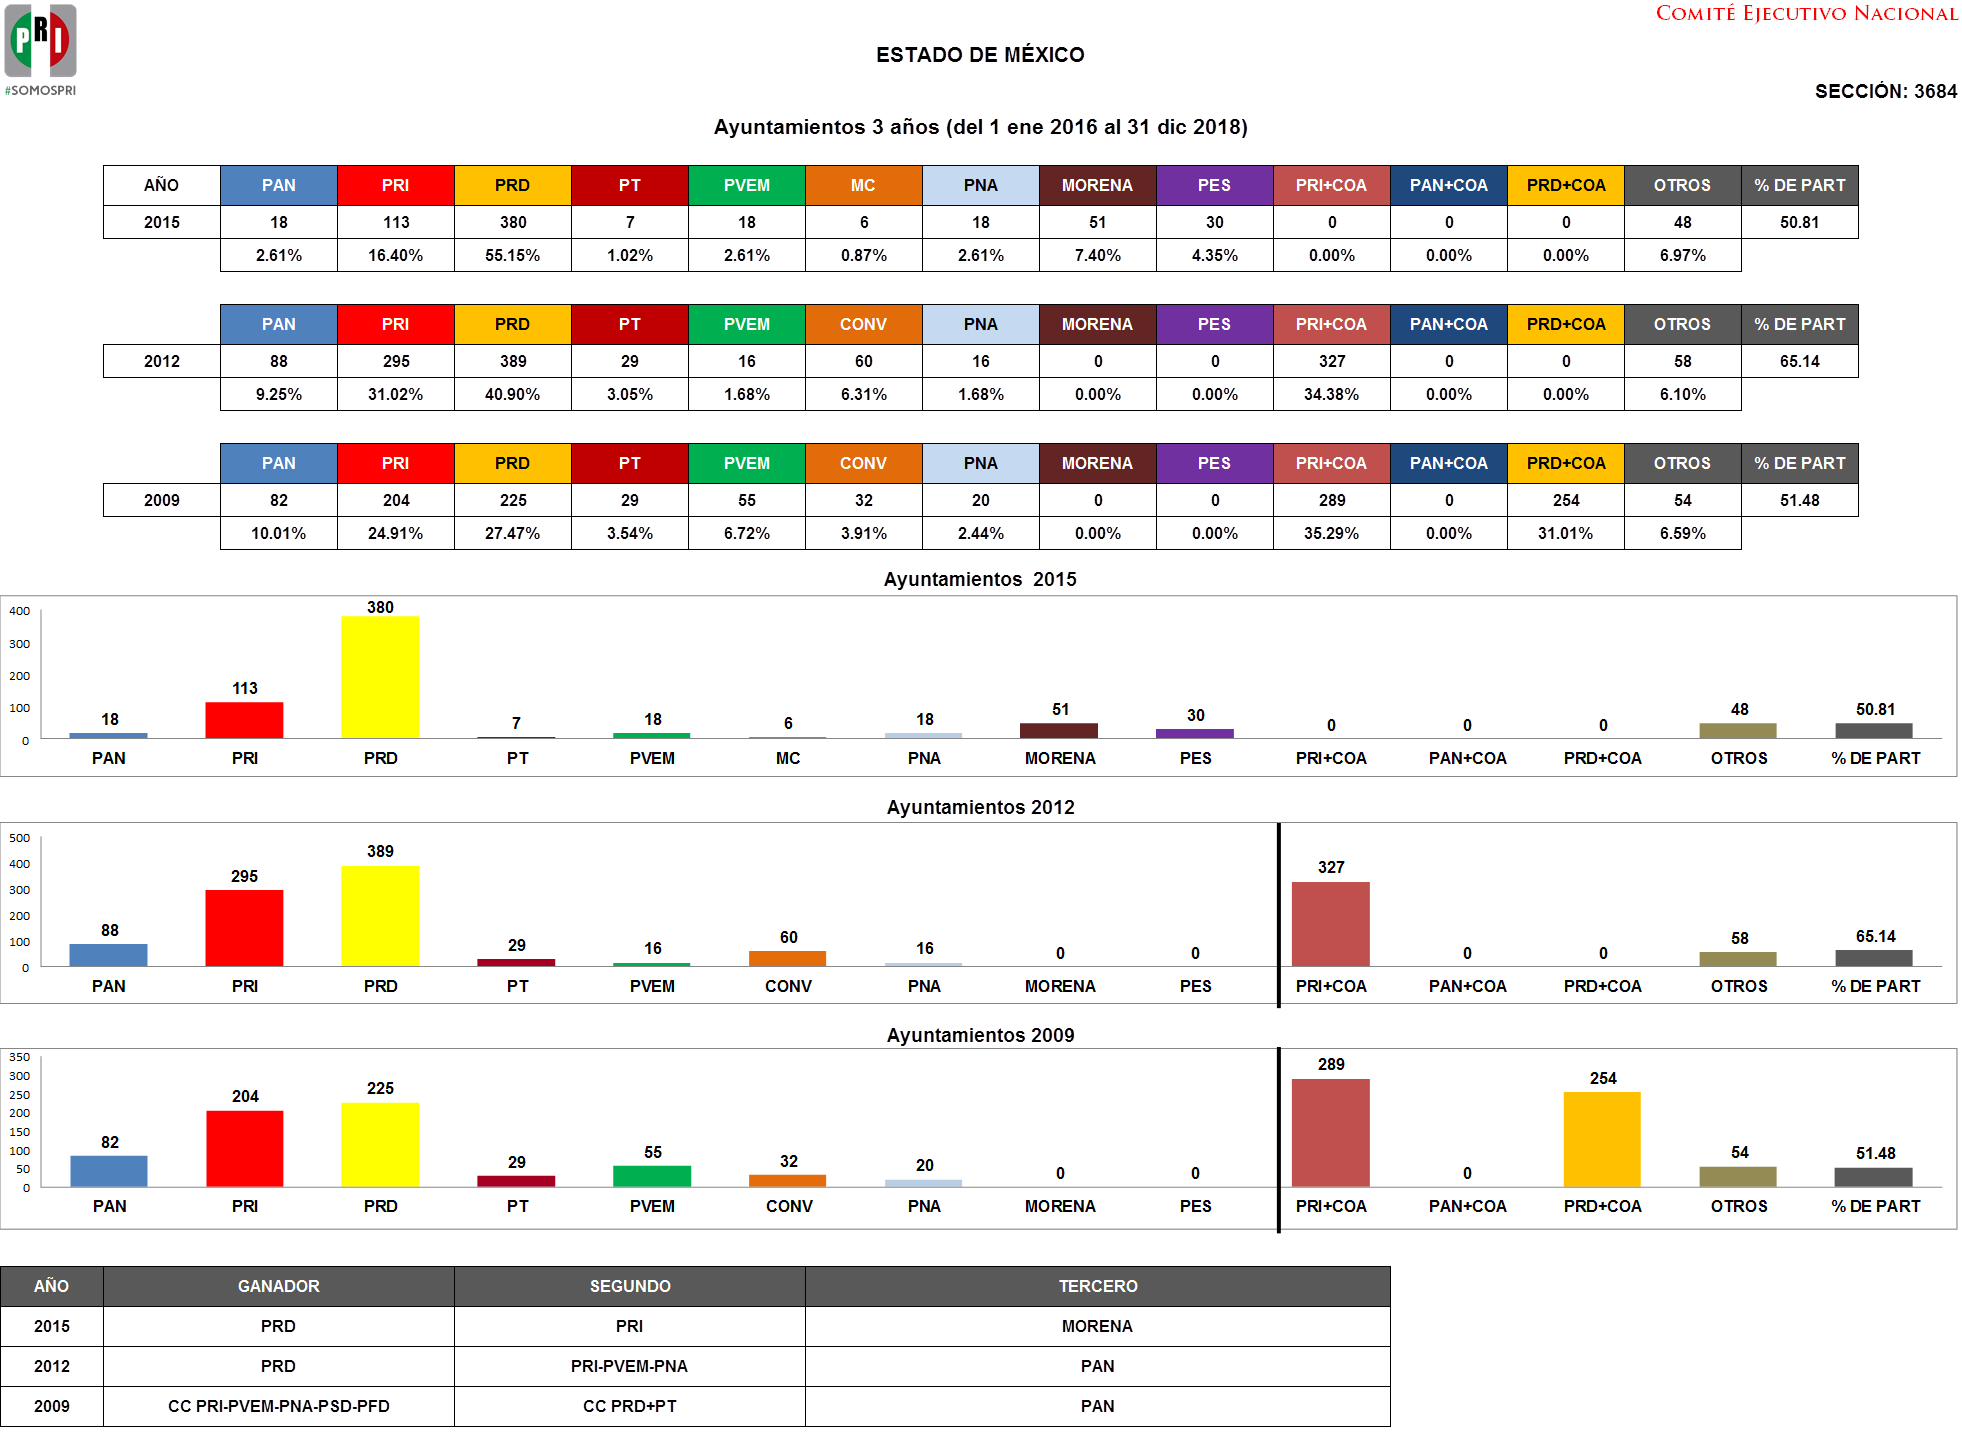 COMITÉ EJECUTIVO NACIONAL
PRI
#SOMOSPRI
ESTADO DE MÉXICO
SECCIÓN: 3684
Ayuntamientos 3 años (del 1 ene 2016 al 31 dic 2018)
AÑO PAN PRI PRD PT PVEM MC PNA MORENA PES PRI+COA PAN+COA PRD+COA OTROS % DE PART
2015 18 113 380 7 18 6 18 51 30 0 0 0 48 50.81
2.61% 16.40% 55.15% 1.02% 2.61% 0.87% 2.61% 7.40% 4.35% 0.00% 0.00% 0.00% 6.97%
PAN PRI PRD PT PVEM CONV PNA MORENA PES PRI+COA PAN+COA PRD+COA OTROS % DE PART
2012 88 295 389 29 16 60 16 0 0 327 0 0 58 65.14
9.25% 31.02% 40.90% 3.05% 1.68% 6.31% 1.68% 0.00% 0.00% 34.38% 0.00% 0.00% 6.10%
PAN PRI PRD PT PVEM CONV PNA MORENA PES PRI+COA PAN+COA PRD+COA OTROS % DE PART
2009 82 204 225 29 55 32 20 0 0 289 0 254 54 51.48
10.01% 24.91% 27.47% 3.54% 6.72% 3.91% 2.44% 0.00% 0.00% 35.29% 0.00% 31.01% 6.59%
Ayuntamientos 2015
400
300
200
100
0
18 113 380 7 18 6 18 51 30 0 0 0 48 50.81
PAN PRI PRD PT PVEM MC PNA MORENA PES PRI+COA PAN+COA PRD+COA OTROS % DE PART
Ayuntamientos 2012
500
400
300
200
100
0
88 295 389 29 16 60 16 0 0 327 0 0 58 65.14
PAN PRI PRD PT PVEM CONV PNA MORENA PES PRI+COA PAN+COA PRD+COA OTROS % DE PART
Ayuntamientos 2009
350
300
250
200
150
100
50
0
82 204 225 29 55 32 20 0 0 289 0 254 54 51.48
PAN PRI PRD PT PVEM CONV PNA MORENA PES PRI+COA PAN+COA PRD+COA OTROS % DE PART
AÑO GANADOR SEGUNDO TERCERO
2015 PRD PRI MORENA
2012 PRD PRI-PVEM-PNA PAN
2009 CC PRI-PVEM-PNA-PSD-PFD CC PRD+PT PAN